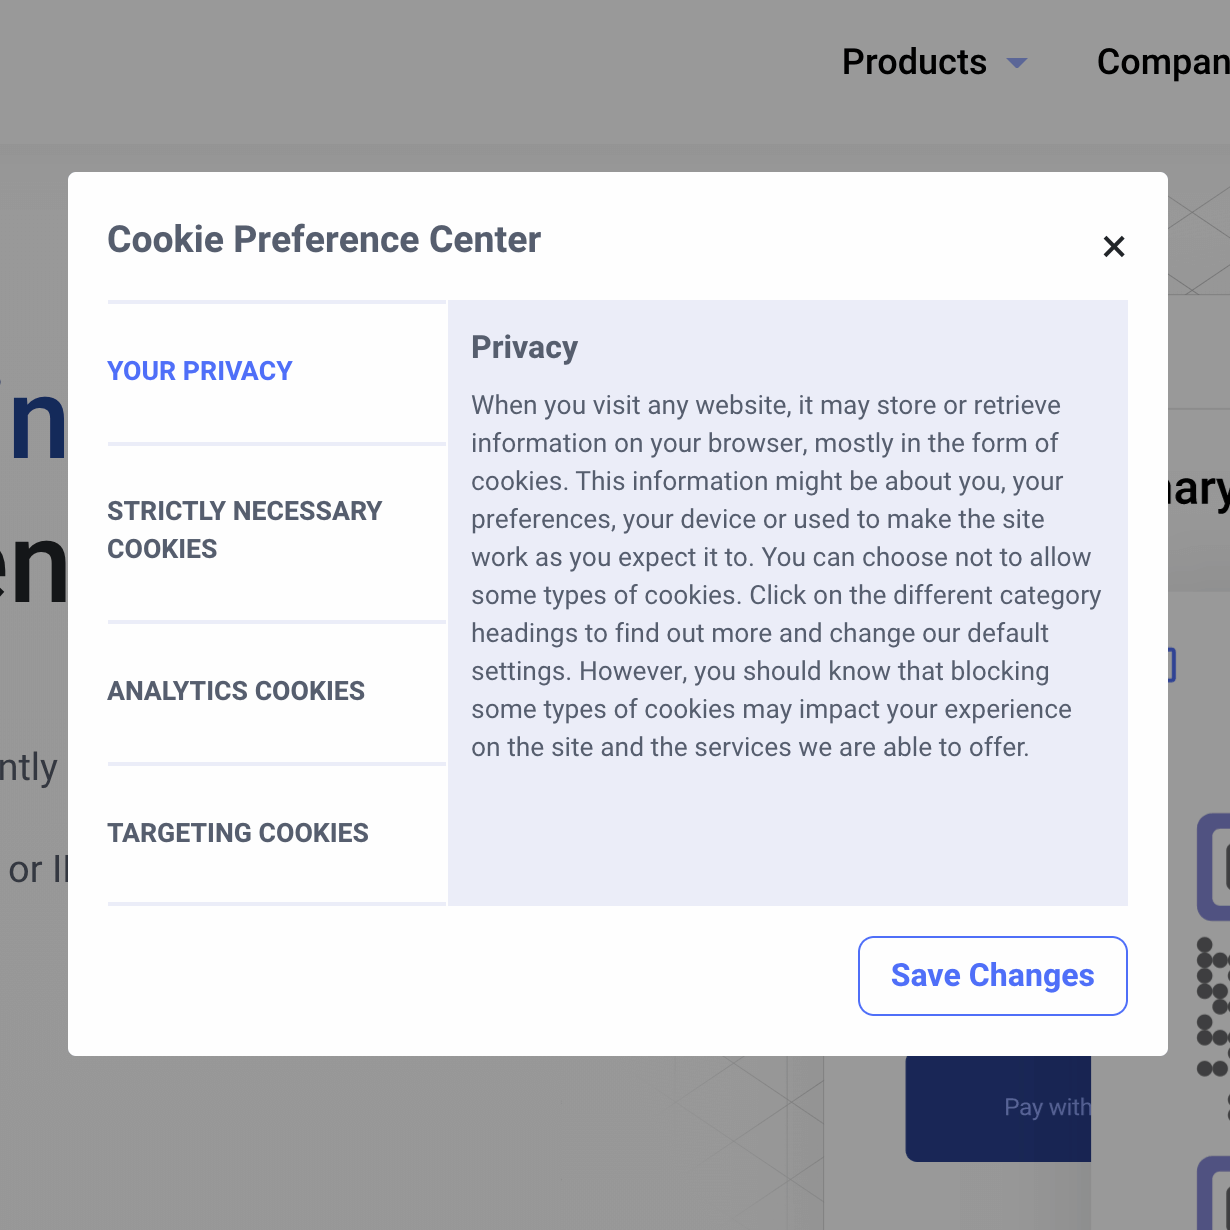 Products
Cookie Preference Center
YOUR PRIVACY
STRICTLY NECESSARY
COOKIES
ANALYTICS COOKIES
TARGETING COOKIES
Privacy
When you visit any website, it may store or retrieve
information on your browser, mostly in the form of
cookies. This information might be about you, your
preferences, your device or used to make the site
work as you expect it to. You can choose not to allow
some types of cookies. Click on the different category
headings to find out more and change our default
settings. However, you should know that blocking
some types of cookies may impact your experience
on the site and the services we are able to offer.
Save Changes
or
Pay with